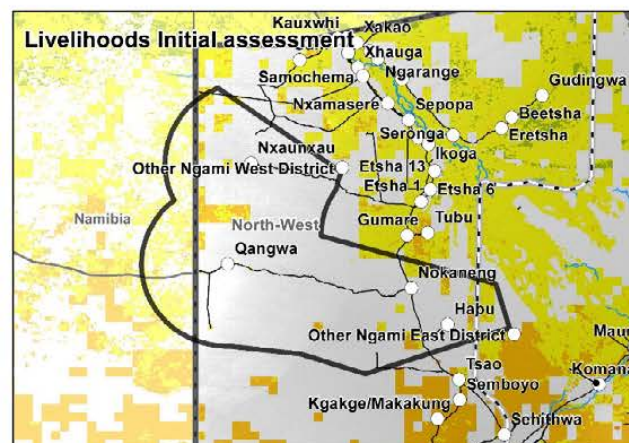 Livelihoods Initial assessment
Kauxwhi
Xakao
Xhauga
Samochema
Ngarange
Gudingwa
Nxamasere
Sepopa
Beetsha
Seronga
Eretsha
Nxaunxau
Ikoga
Other Ngami West District
Etsha 13
Etsha 1
Etsha 6
Namibia
North-West
Gumare
Tubu
Qangwa
Nokaneng
Habu
Other Ngami East District
Tsao
Komana
Semboyo
Kgakge/Makakung
Sehithwa